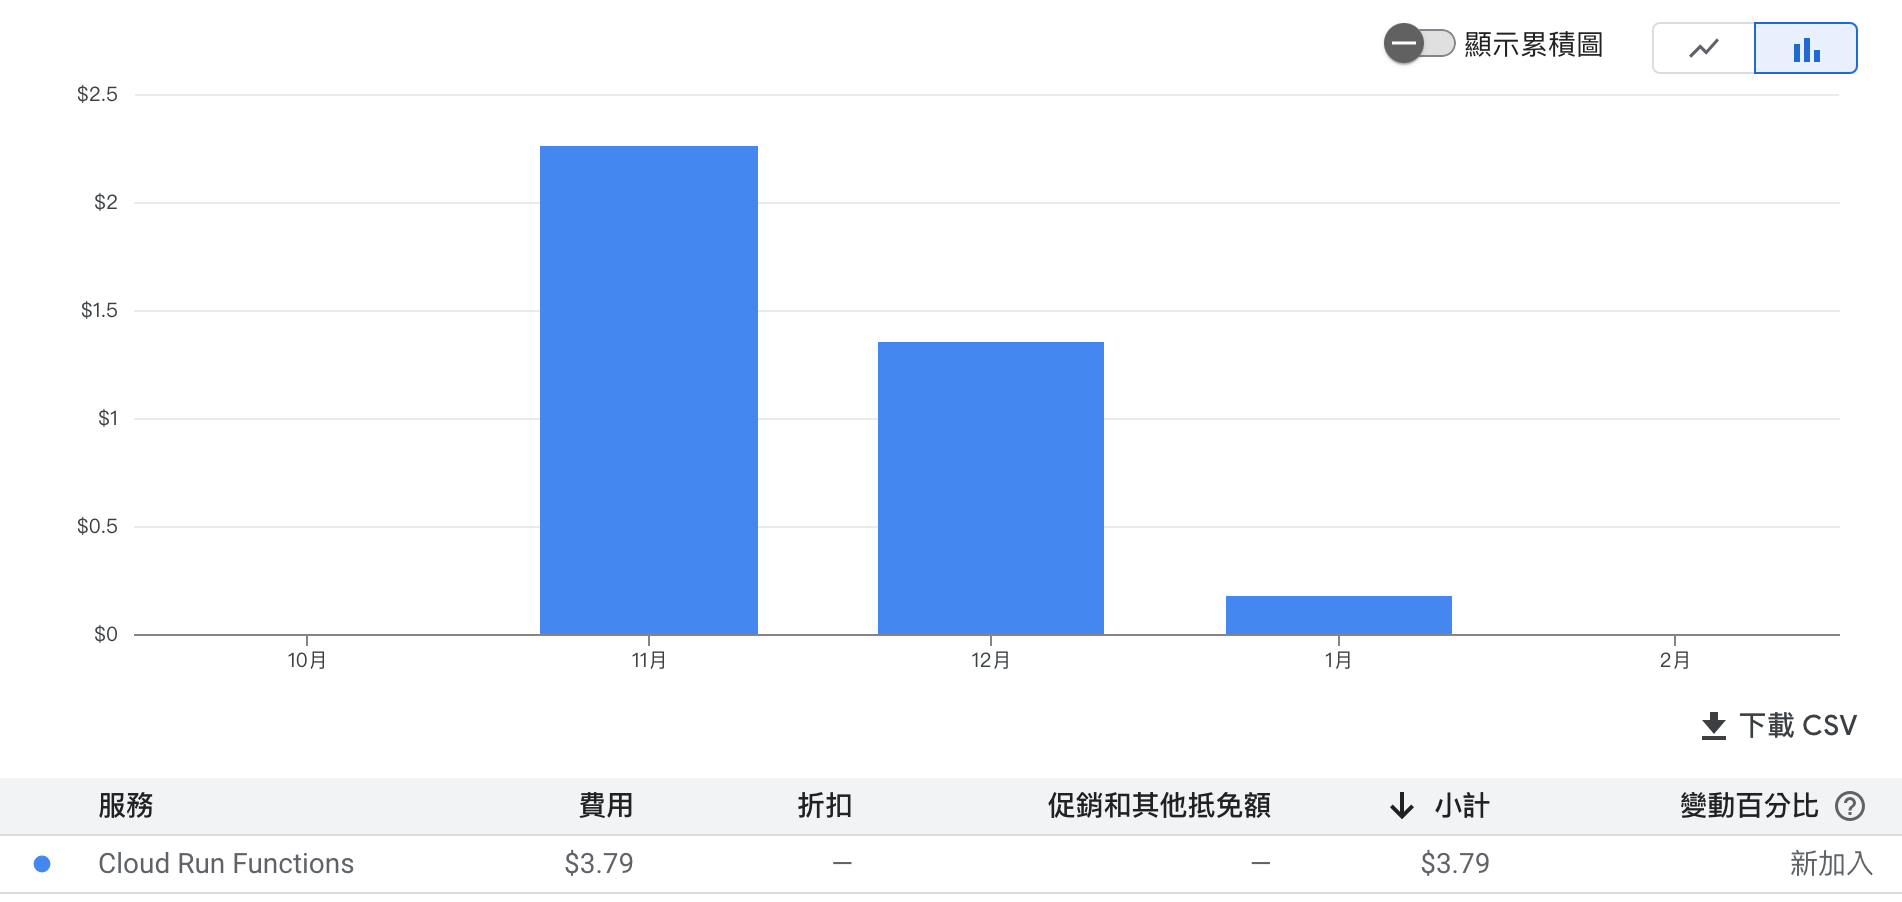 顯示累積圖
$2.5
$2
$1.5
$1
$0.5
$0
10月 11月 12月 1月 2月
下載 CSV
服務 費用 折扣 促銷和其他抵免額 小計 變動百分比
Cloud Run Functions $3.79 — — $3.79 新加入